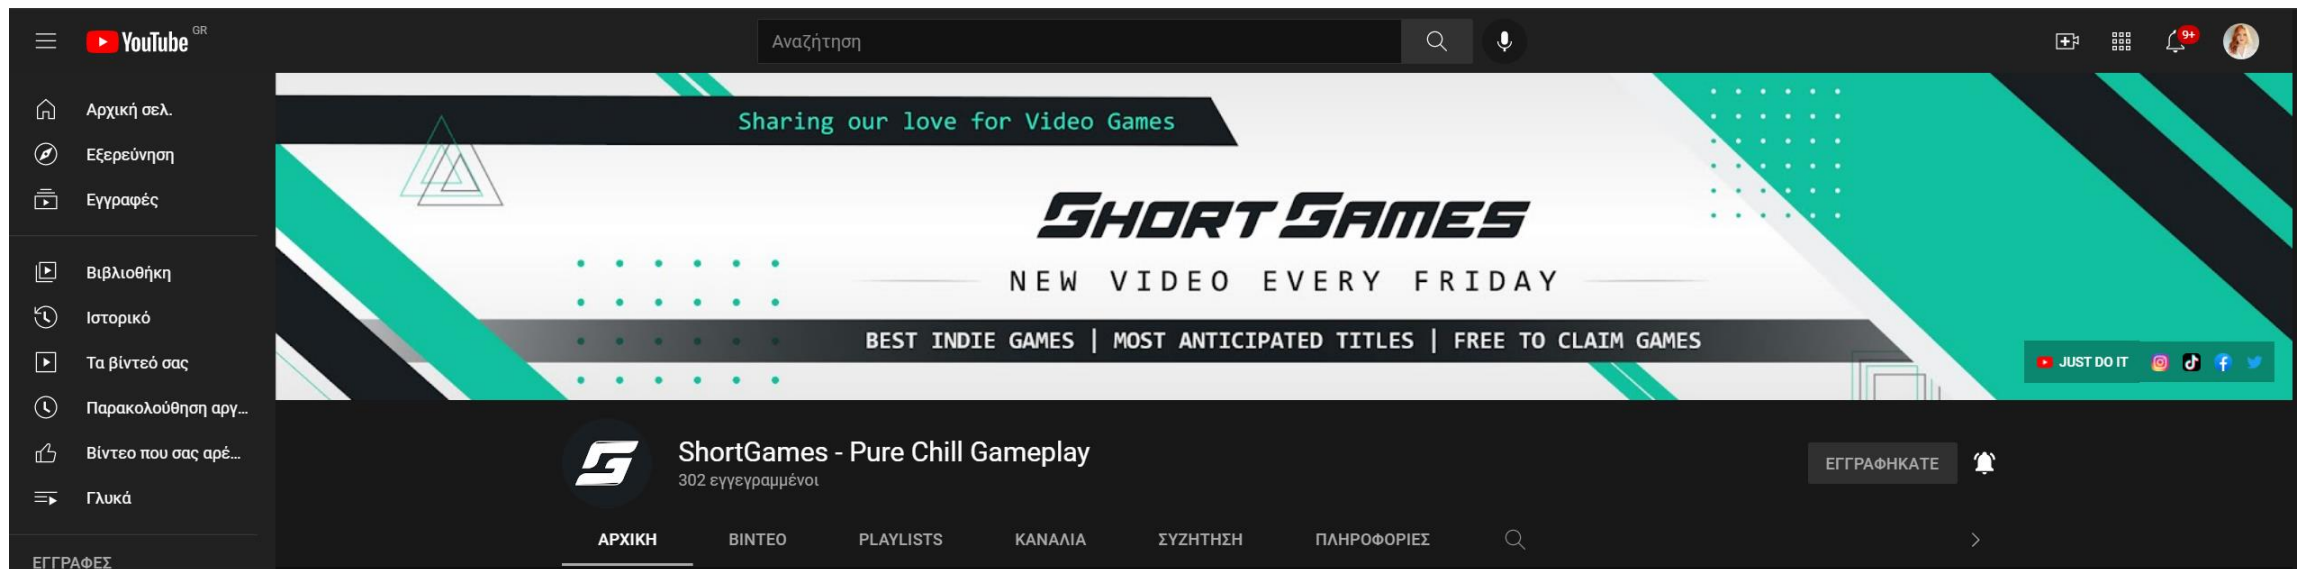 YouTube GR
Αναζήτηση
9+
Αρχική σελ.
Εξερεύνηση
Εγγραφές
Βιβλιοθήκη
Ιστορικό
Τα βίντεό σας
Παρακολούθηση αργ...
Βίντεο που σας αρέ...
Γλυκά
ΕΓΓΡΑΦΕΣ
Sharing our love for Video Games
SHORT GAMES
NEW VIDEO EVERY FRIDAY
BEST INDIE GAMES | MOST ANTICIPATED TITLES | FREE TO CLAIM GAMES
JUST DO IT
ShortGames - Pure Chill Gameplay
302 εγγεγραμμένοι
ΕΓΓΡΑΦΗΚΑΤΕ
ΑΡΧΙΚΗ ΒΙΝΤΕΟ PLAYLISTS ΚΑΝΑΛΙΑ ΣΥΖΗΤΗΣΗ ΠΛΗΡΟΦΟΡΙΕΣ